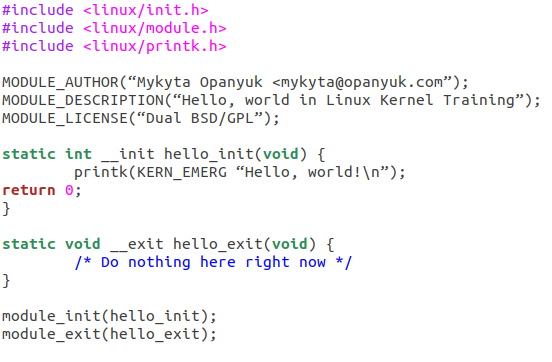 #include <linux/init.h>
#include <linux/module.h>
#include <linux/printk.h>

MODULE_AUTHOR(“Mykyta Opanyuk <mykyta@opanyuk.com”);
MODULE_DESCRIPTION(“Hello, world in Linux Kernel Training”);
MODULE_LICENSE(“Dual BSD/GPL”);

static int __init hello_init(void) {
        printk(KERN_EMERG “Hello, world!\n”);
return 0;
}

static void __exit hello_exit(void) {
        /* Do nothing here right now */
}

module_init(hello_init);
module_exit(hello_exit);